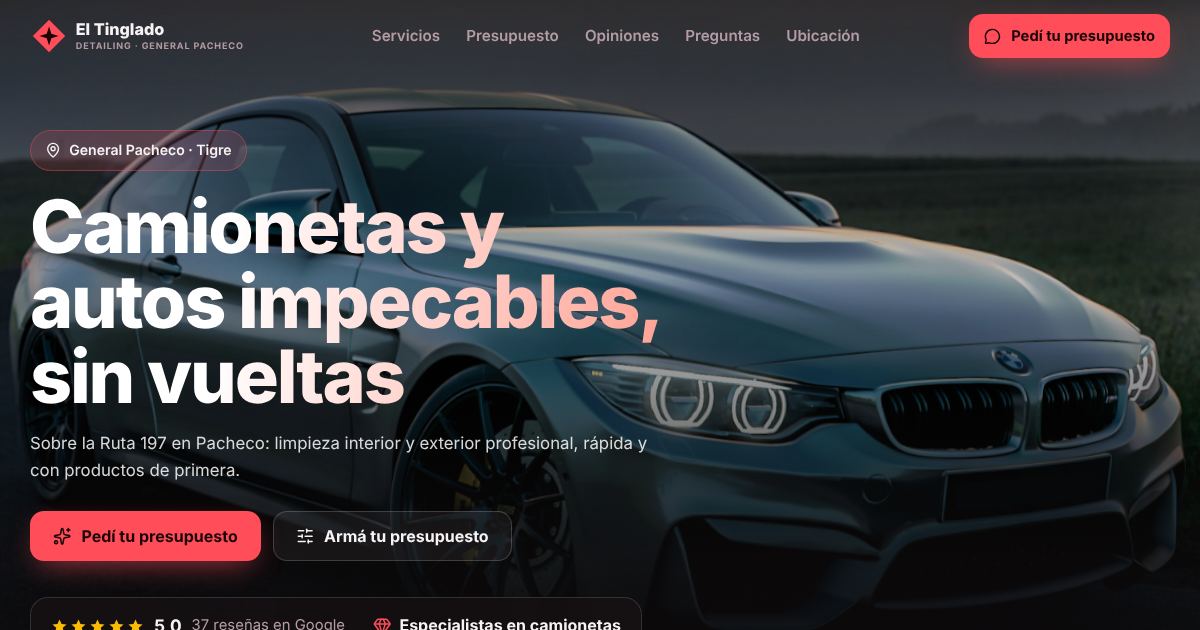 El Tinglado
DETAILING · GENERAL PACHECO
Servicios
Presupuesto
Opiniones
Preguntas
Ubicación
Pedí tu presupuesto
General Pacheco · Tigre
Camionetas y
autos impecables,
sin vueltas
Sobre la Ruta 197 en Pacheco: limpieza interior y exterior profesional, rápida y
con productos de primera.
Pedí tu presupuesto
Armá tu presupuesto
5,0 37 reseñas en Google
Especialistas en camionetas